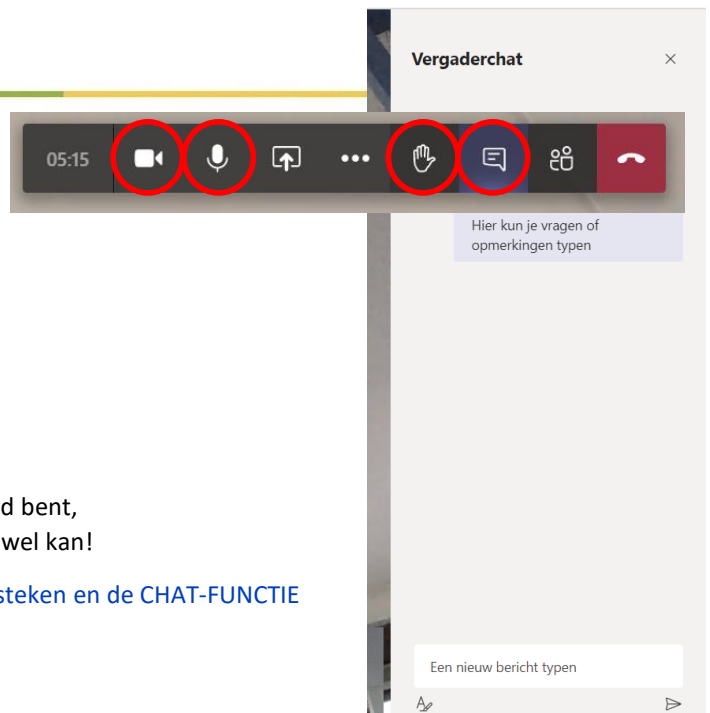 Vergaderchat
05:15
Hier kun je vragen of
opmerkingen typen
d bent,
wel kan!
steken en de CHAT-FUNCTIE
Een nieuw bericht typen